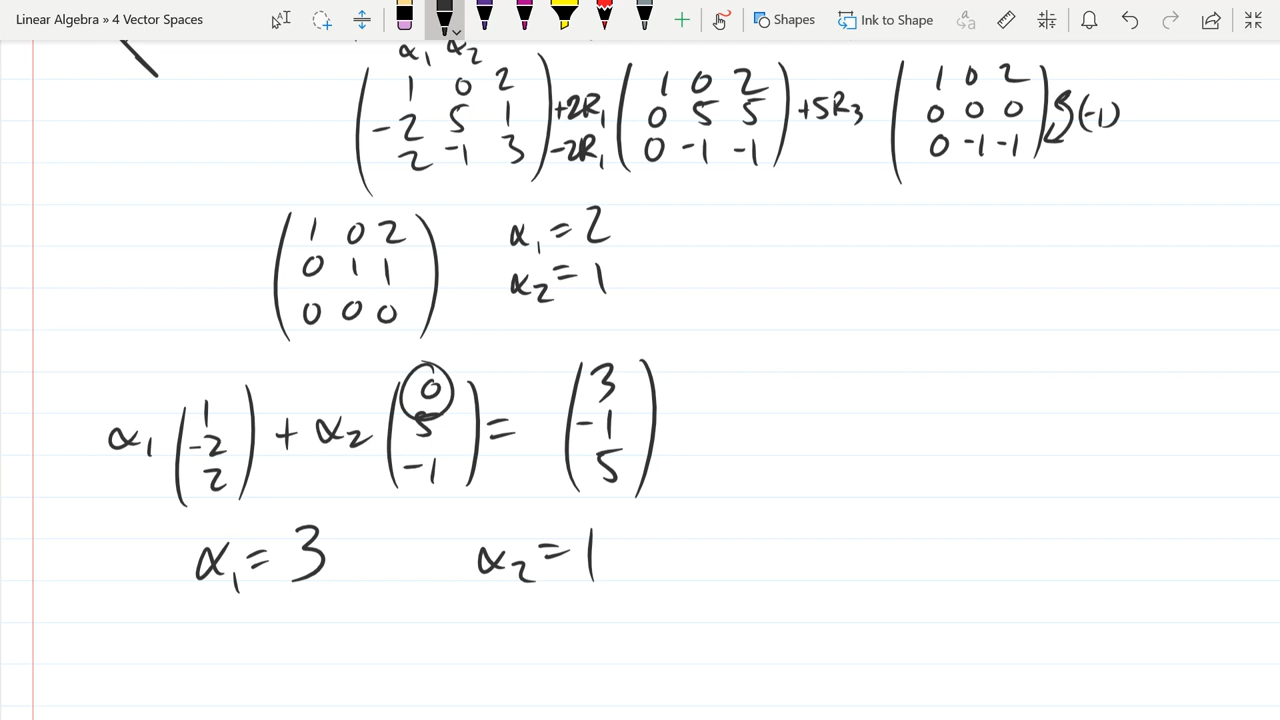 Linear Algebra » 4 Vector Spaces
Shapes
Ink to Shape
α₁ α₂
( 1 0 2 ) ( 1 0 2 ) ( 1 0 2 )
( -2 5 1 ) +2R₁ ( 0 5 5 ) +5R₃ ( 0 0 0 ) (-1)
( 2 -1 3 ) -2R₁ ( 0 -1 -1 ) ( 0 -1 -1 )
( 1 0 2 ) α₁ = 2
( 0 1 1 ) α₂ = 1
( 0 0 0 )
( 1 ) ( 0 ) ( 3 )
α₁ ( -2 ) + α₂ ( 5 ) = ( -1 )
( 2 ) ( -1 ) ( 5 )
α₁ = 3 α₂ = 1